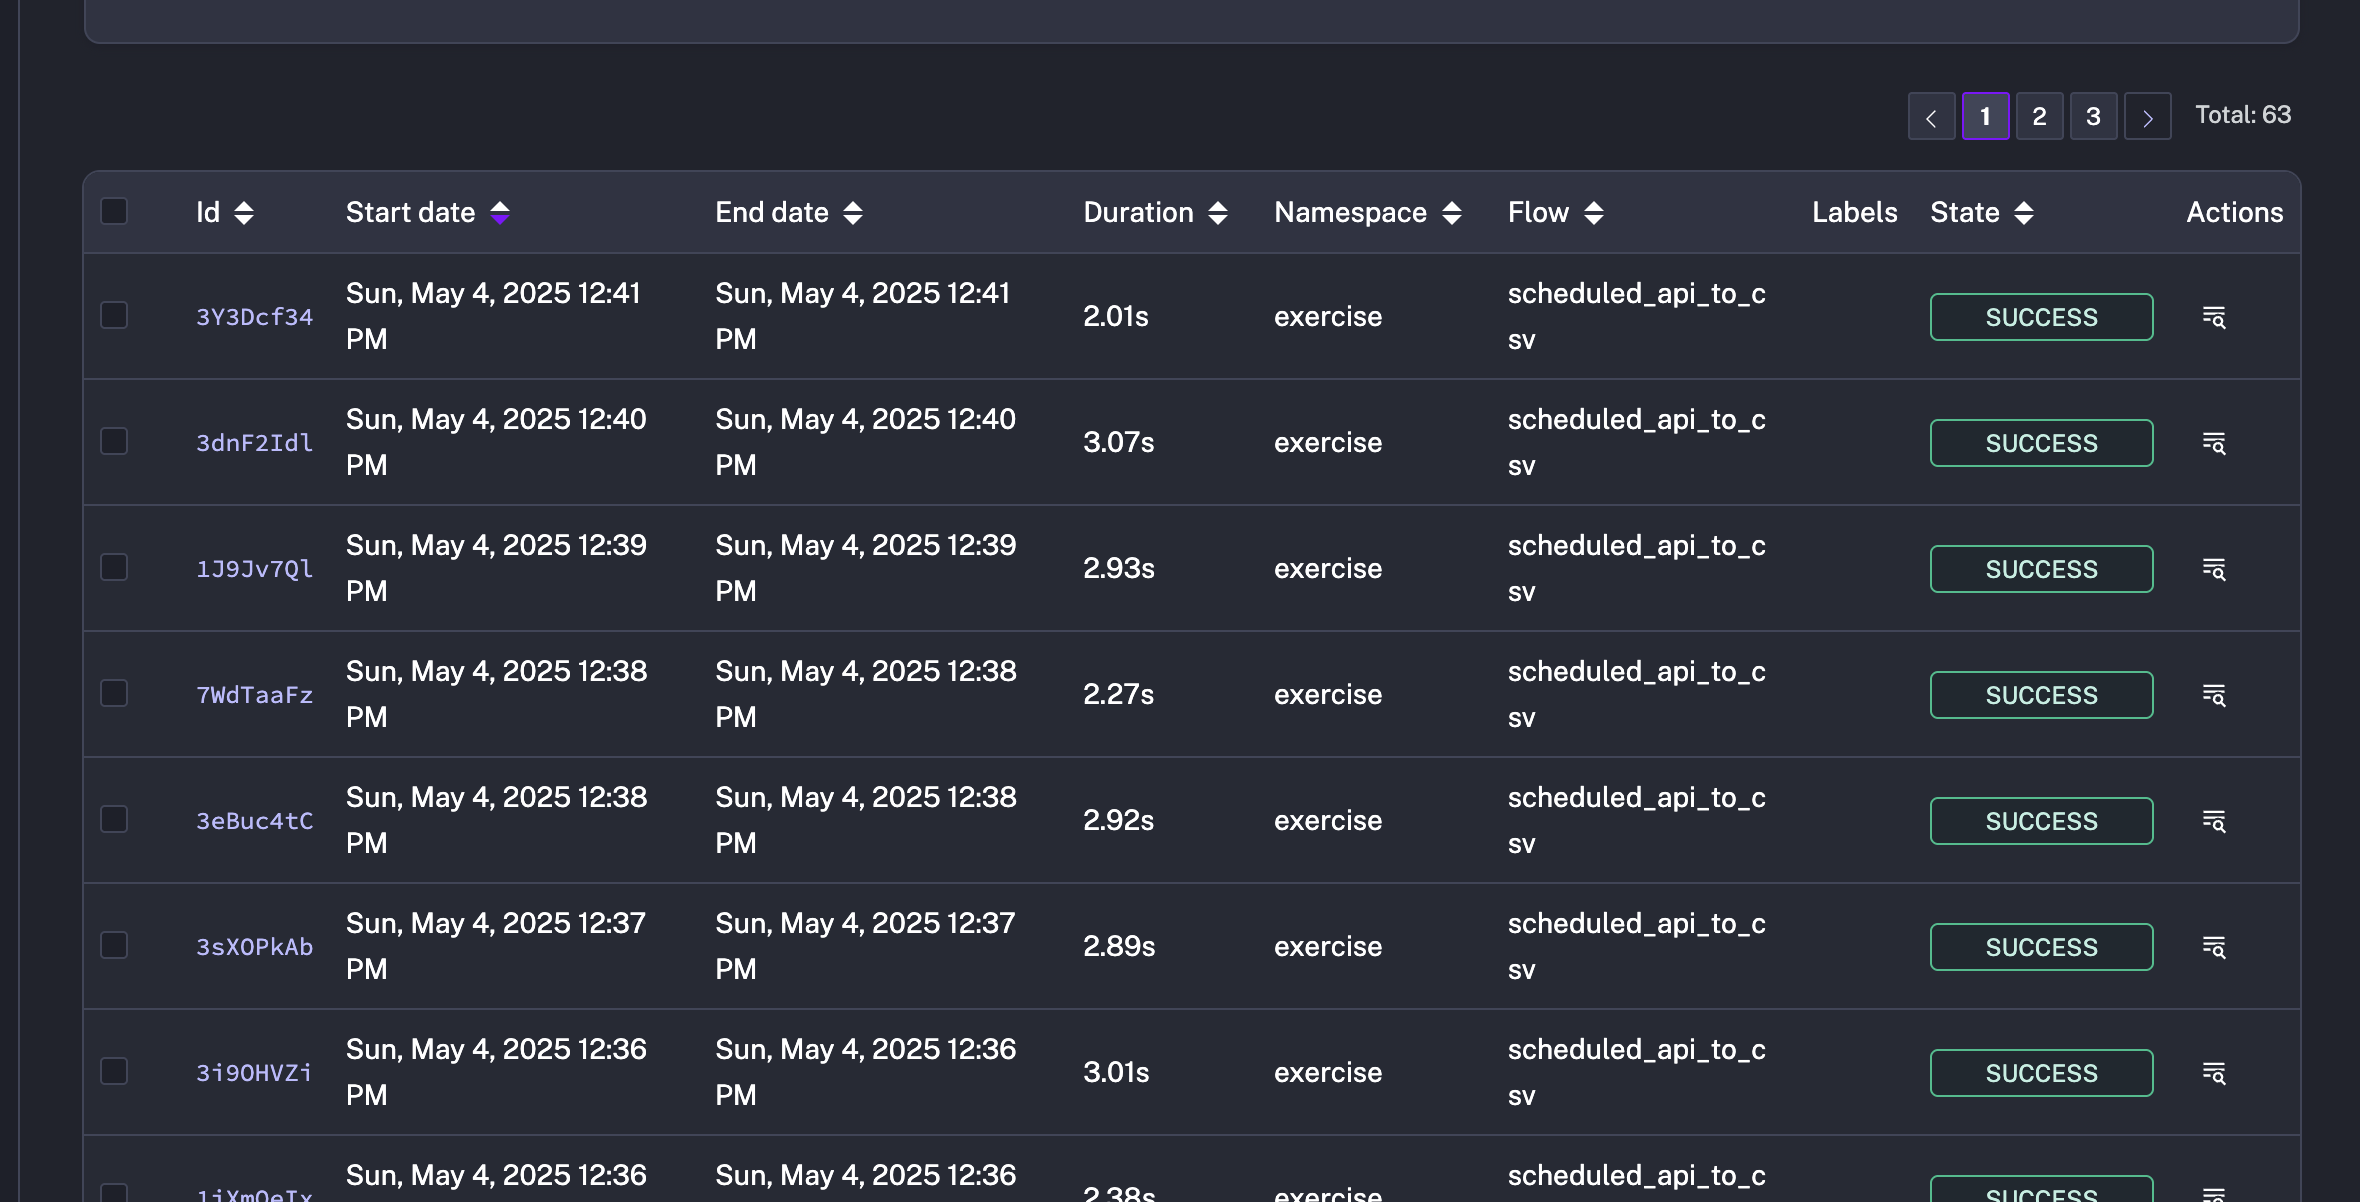 1 2 3 Total: 63
Id Start date End date Duration Namespace Flow Labels State Actions
3Y3Dcf34 Sun, May 4, 2025 12:41 PM Sun, May 4, 2025 12:41 PM 2.01s exercise scheduled_api_to_csv SUCCESS
3dnF2Idl Sun, May 4, 2025 12:40 PM Sun, May 4, 2025 12:40 PM 3.07s exercise scheduled_api_to_csv SUCCESS
1J9Jv7Ql Sun, May 4, 2025 12:39 PM Sun, May 4, 2025 12:39 PM 2.93s exercise scheduled_api_to_csv SUCCESS
7WdTaaFz Sun, May 4, 2025 12:38 PM Sun, May 4, 2025 12:38 PM 2.27s exercise scheduled_api_to_csv SUCCESS
3eBuc4tC Sun, May 4, 2025 12:38 PM Sun, May 4, 2025 12:38 PM 2.92s exercise scheduled_api_to_csv SUCCESS
3sXOPkAb Sun, May 4, 2025 12:37 PM Sun, May 4, 2025 12:37 PM 2.89s exercise scheduled_api_to_csv SUCCESS
3i9OHVZi Sun, May 4, 2025 12:36 PM Sun, May 4, 2025 12:36 PM 3.01s exercise scheduled_api_to_csv SUCCESS
Sun, May 4, 2025 12:36 Sun, May 4, 2025 12:36 2.38s exercise scheduled_api_to_c SUCCESS